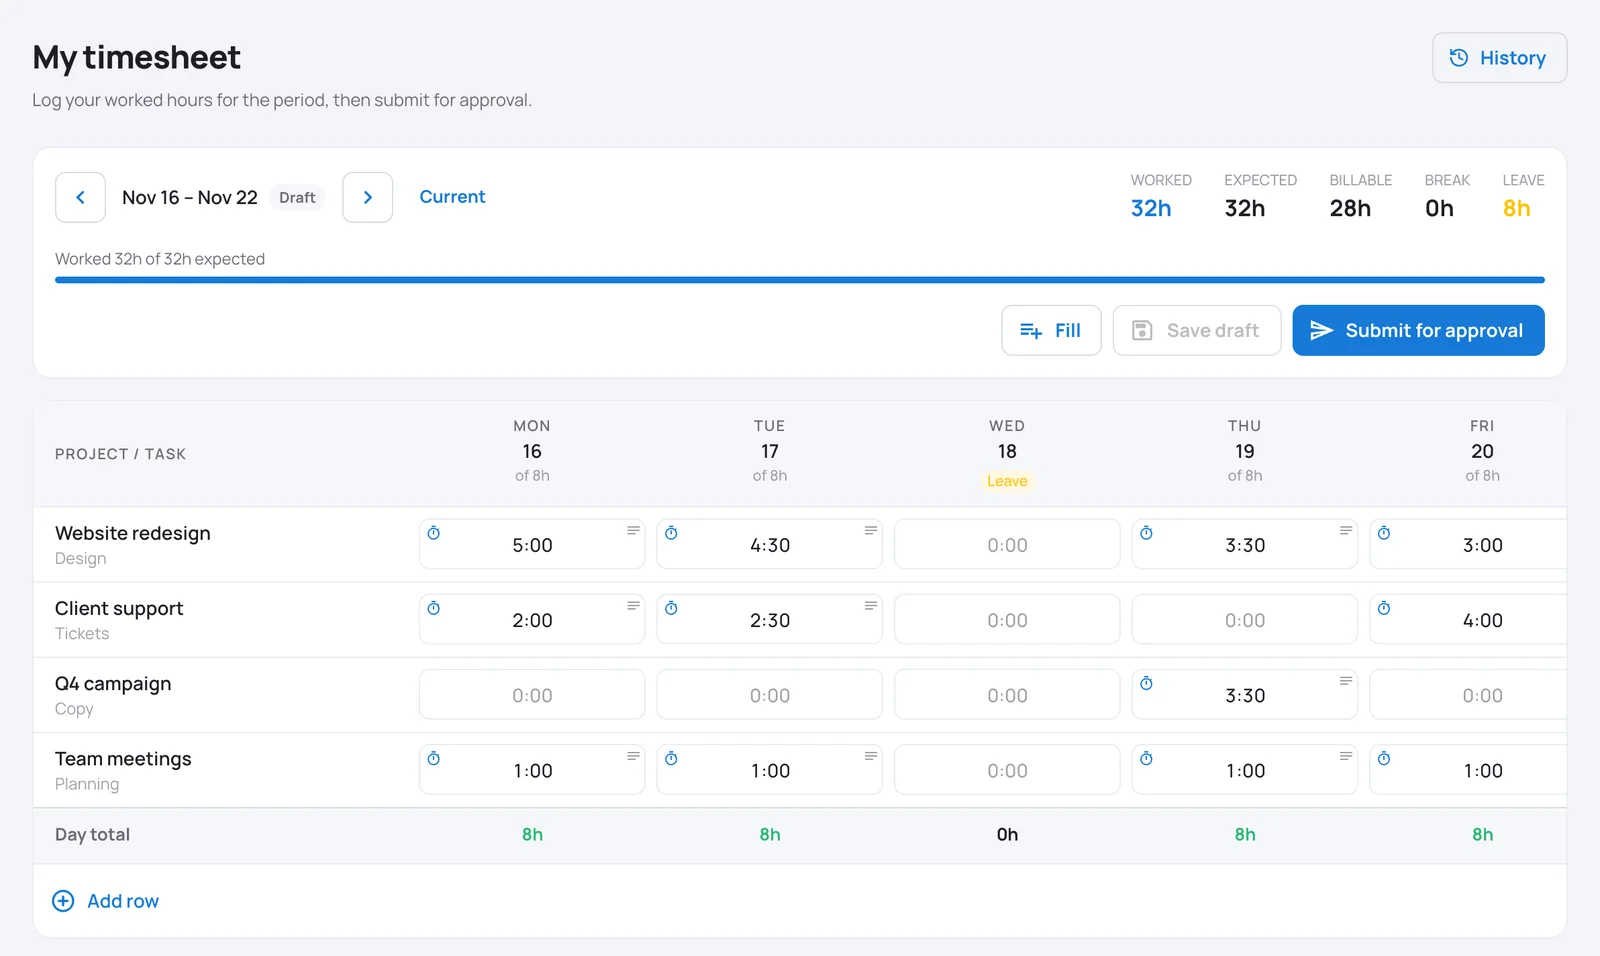 My timesheet
History
Log your worked hours for the period, then submit for approval.
Nov 16 – Nov 22 Draft Current
WORKED EXPECTED BILLABLE BREAK LEAVE
32h 32h 28h 0h 8h
Worked 32h of 32h expected
Fill Save draft Submit for approval
MON TUE WED THU FRI
PROJECT / TASK 16 17 18 19 20
of 8h of 8h Leave of 8h of 8h
Website redesign 5:00 4:30 0:00 3:30 3:00
Design
Client support 2:00 2:30 0:00 0:00 4:00
Tickets
Q4 campaign 0:00 0:00 0:00 3:30 0:00
Copy
Team meetings 1:00 1:00 0:00 1:00 1:00
Planning
Day total 8h 8h 0h 8h 8h
Add row